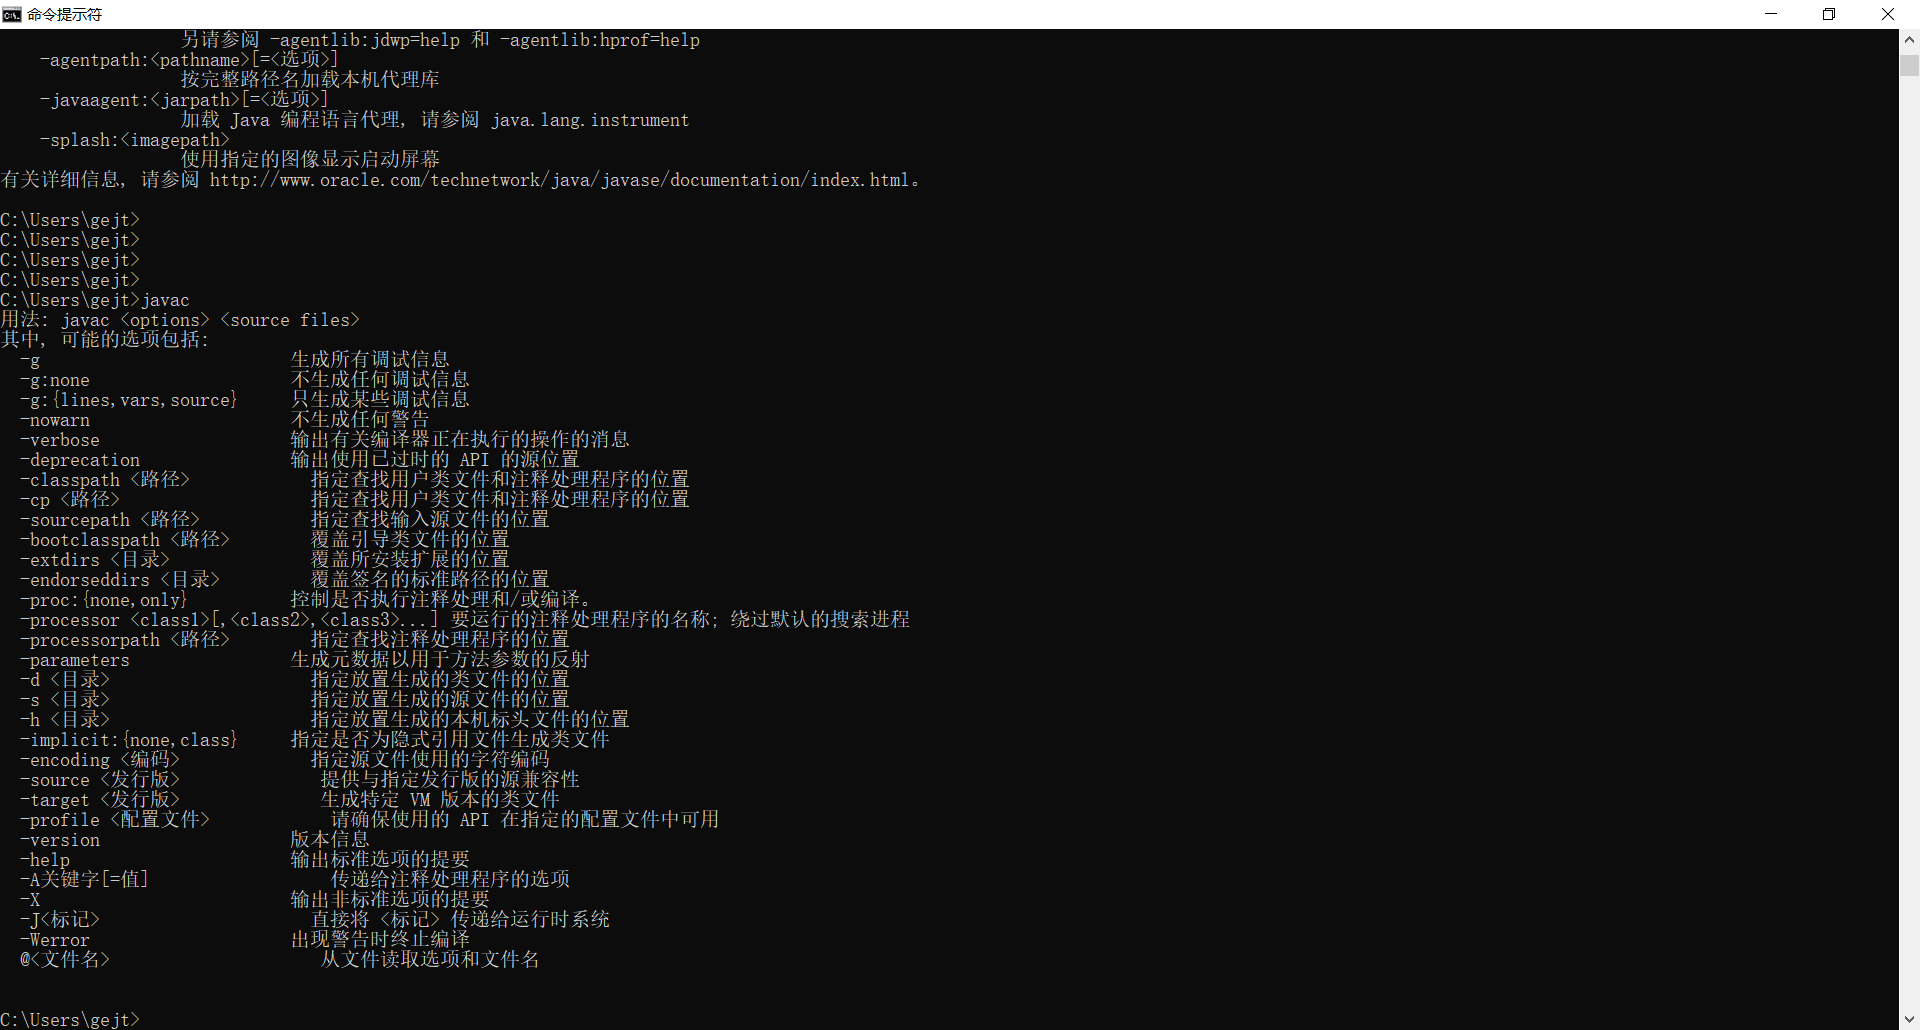 命令提示符
另请参阅 -agentlib:jdwp=help 和 -agentlib:hprof=help
-agentpath:<pathname>[=<选项>]
按完整路径名加载本机代理库
-javaagent:<jarpath>[=<选项>]
加载 Java 编程语言代理, 请参阅 java.lang.instrument
-splash:<imagepath>
使用指定的图像显示启动屏幕
有关详细信息, 请参阅 http://www.oracle.com/technetwork/java/javase/documentation/index.html。
C:\Users\gejt>
C:\Users\gejt>
C:\Users\gejt>
C:\Users\gejt>
C:\Users\gejt>javac
用法: javac <options> <source files>
其中, 可能的选项包括:
-g 生成所有调试信息
-g:none 不生成任何调试信息
-g:{lines,vars,source} 只生成某些调试信息
-nowarn 不生成任何警告
-verbose 输出有关编译器正在执行的操作的消息
-deprecation 输出使用已过时的 API 的源位置
-classpath <路径> 指定查找用户类文件和注释处理程序的位置
-cp <路径> 指定查找用户类文件和注释处理程序的位置
-sourcepath <路径> 指定查找输入源文件的位置
-bootclasspath <路径> 覆盖引导类文件的位置
-extdirs <目录> 覆盖所安装扩展的位置
-endorseddirs <目录> 覆盖签名的标准路径的位置
-proc:{none,only} 控制是否执行注释处理和/或编译。
-processor <class1>[,<class2>,<class3>...] 要运行的注释处理程序的名称; 绕过默认的搜索进程
-processorpath <路径> 指定查找注释处理程序的位置
-parameters 生成元数据以用于方法参数的反射
-d <目录> 指定放置生成的类文件的位置
-s <目录> 指定放置生成的源文件的位置
-h <目录> 指定放置生成的本机标头文件的位置
-implicit:{none,class} 指定是否为隐式引用文件生成类文件
-encoding <编码> 指定源文件使用的字符编码
-source <发行版> 提供与指定发行版的源兼容性
-target <发行版> 生成特定 VM 版本的类文件
-profile <配置文件> 请确保使用的 API 在指定的配置文件中可用
-version 版本信息
-help 输出标准选项的提要
-A关键字[=值] 传递给注释处理程序的选项
-X 输出非标准选项的提要
-J<标记> 直接将 <标记> 传递给运行时系统
-Werror 出现警告时终止编译
@<文件名> 从文件读取选项和文件名
C:\Users\gejt>